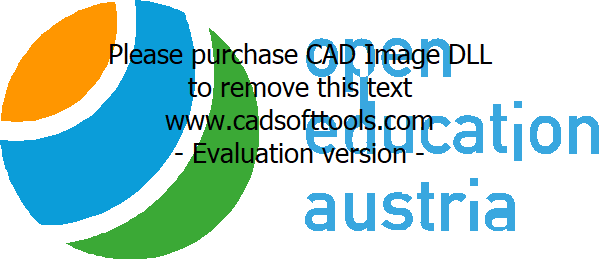 Please purchase CAD Image DLL
to remove this text
www.cadsofttools.com
- Evaluation version -
open
education
austria